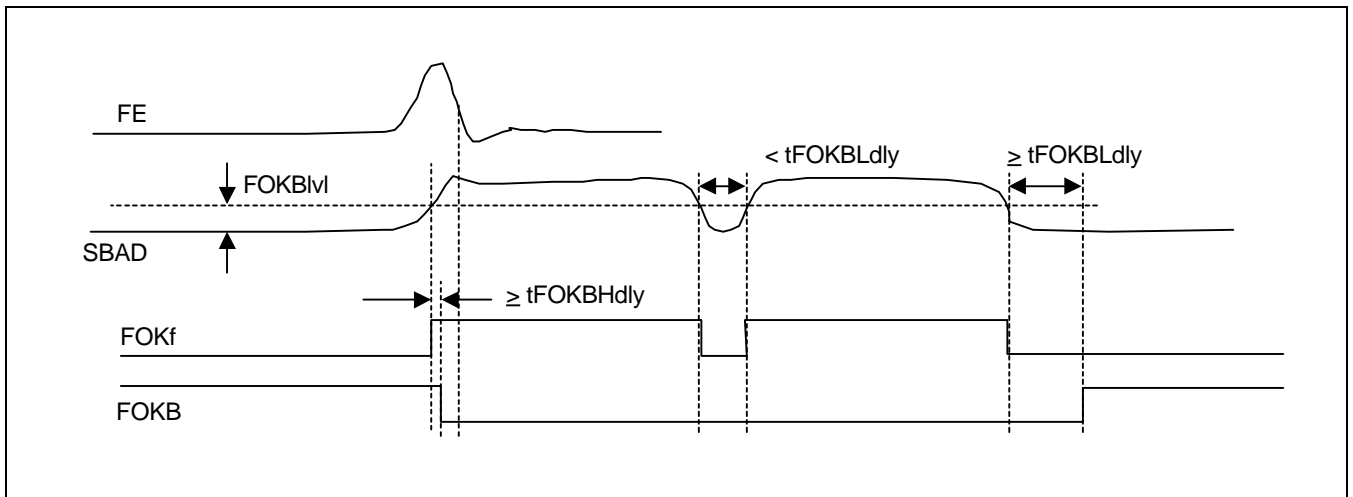 FE
< tFOKBLdly
≥ tFOKBLdly
FOKBlvl
SBAD
≥ tFOKBHdly
FOKf
FOKB